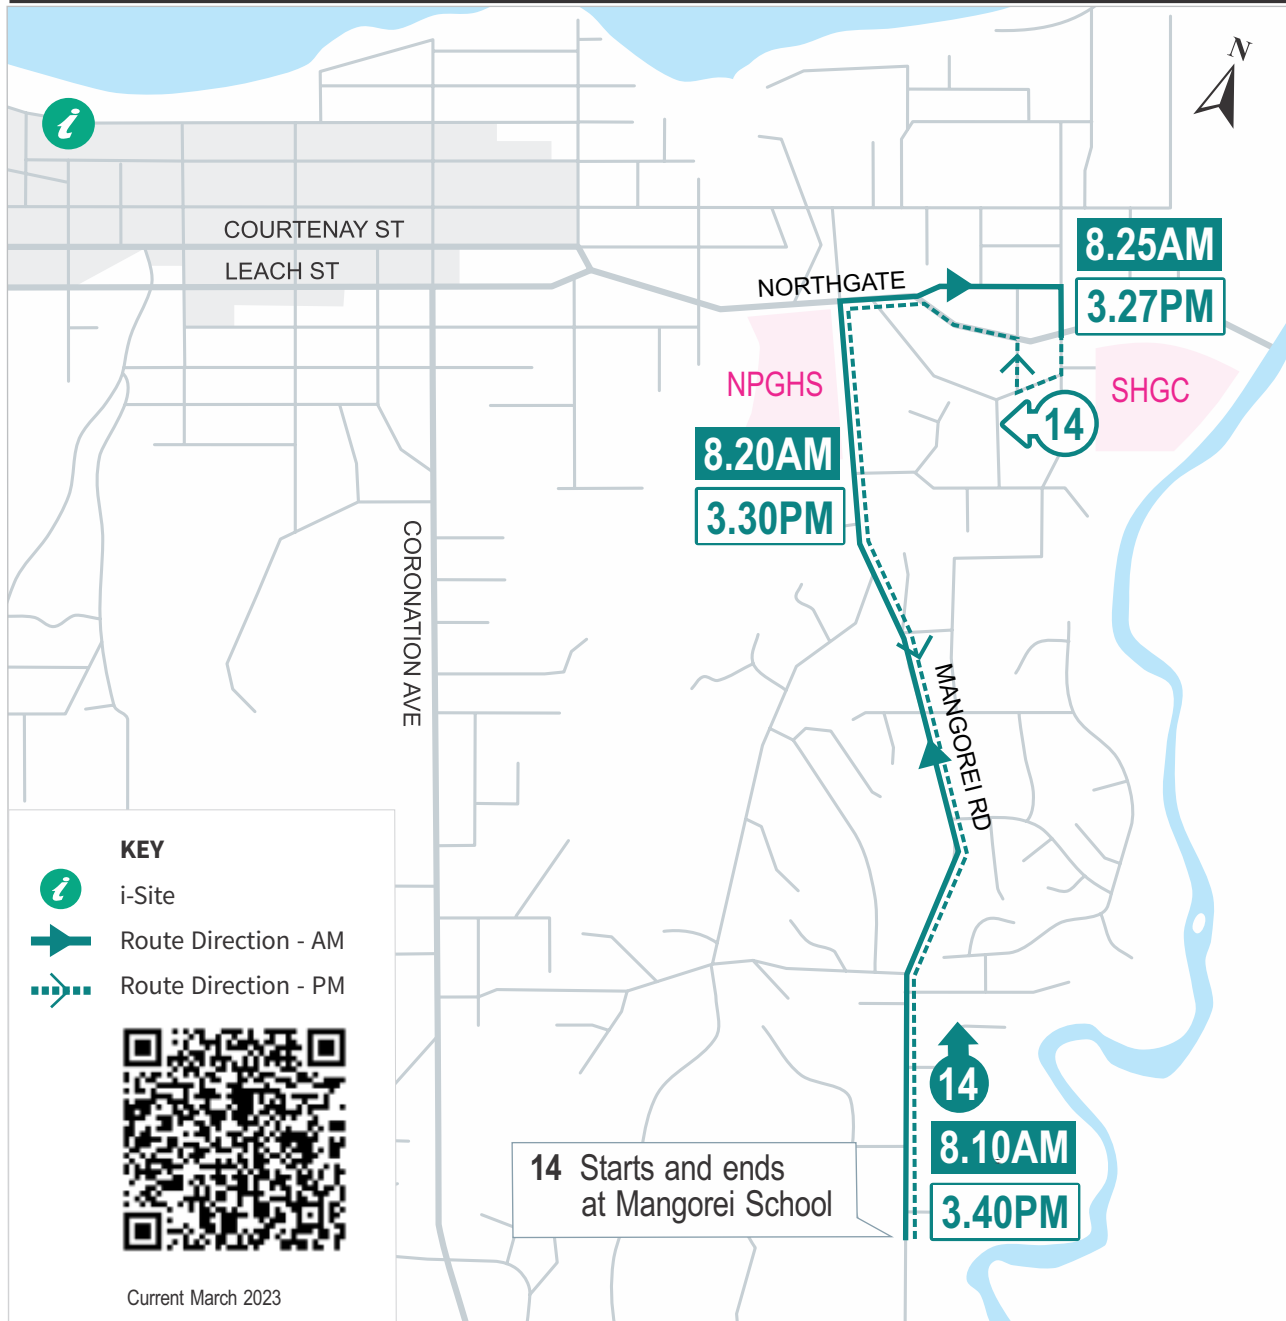 N
i
COURTENAY ST
LEACH ST
8.25AM
NORTHGATE
3.27PM
NPGHS
SHGC
14
8.20AM
3.30PM
CORONATION AVE
MANGOREI RD
KEY
i
i-Site
Route Direction - AM
Route Direction - PM
14
8.10AM
14 Starts and ends
at Mangorei School
3.40PM
Current March 2023